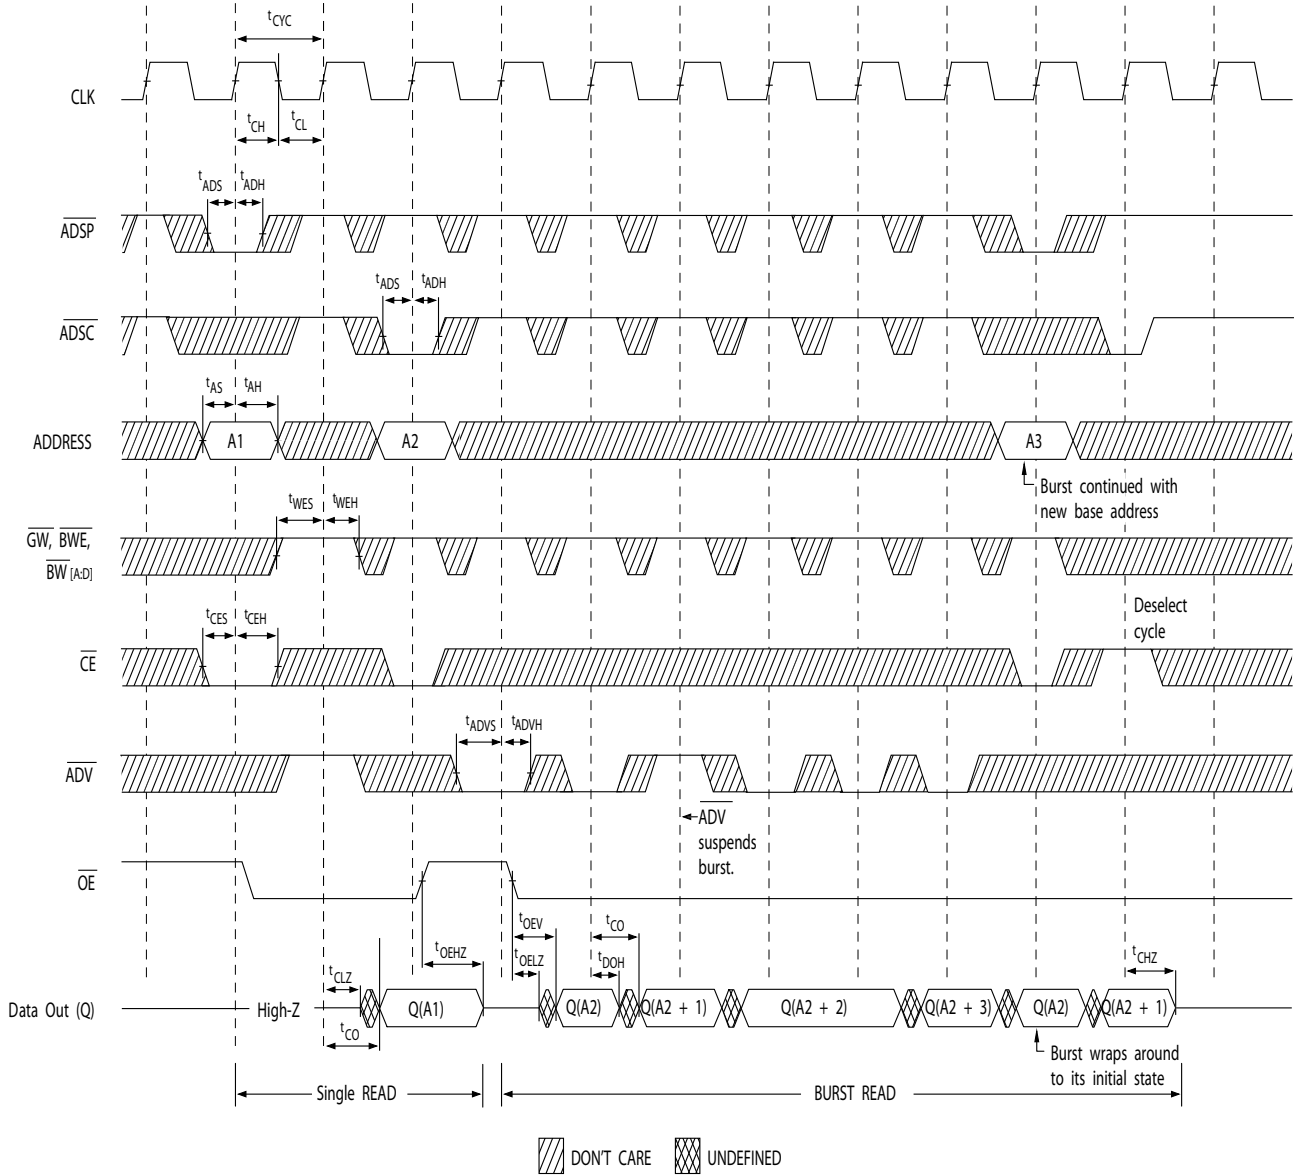 tCYC
CLK
tCH
tCL
tADS
tADH
ADSP
tADS
tADH
ADSC
tAS
tAH
ADDRESS
A1
A2
A3
Burst continued with
new base address
tWES
tWEH
GW, BWE,
BW [A:D]
Deselect
cycle
tCES
tCEH
CE
tADVS
tADVH
ADV
ADV
suspends
burst.
OE
tOEV
tCO
tOEHZ
tOELZ
tDOH
tCHZ
tCLZ
Data Out (Q)
High-Z
Q(A1)
Q(A2)
Q(A2 + 1)
Q(A2 + 2)
Q(A2 + 3)
Q(A2)
Q(A2 + 1)
tCO
Burst wraps around
to its initial state
Single READ
BURST READ
DON'T CARE
UNDEFINED